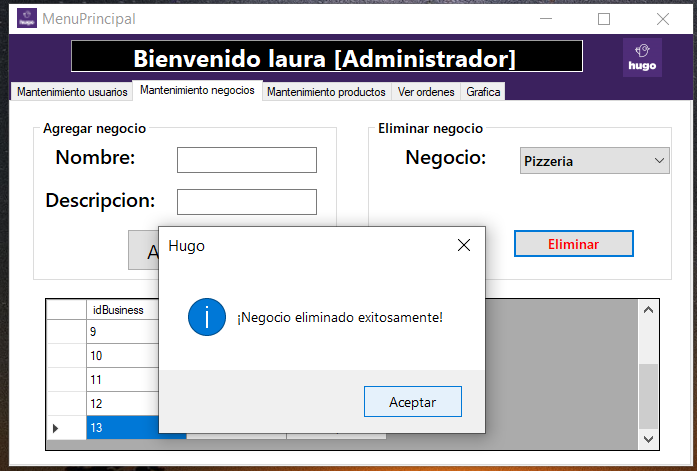 hugo
MenuPrincipal
Bienvenido laura [Administrador]
hugo
Mantenimiento usuarios
Mantenimiento negocios
Mantenimiento productos
Ver ordenes
Grafica
Agregar negocio
Nombre:
Descripcion:
A
Eliminar negocio
Negocio:
Pizzeria
Eliminar
Hugo
¡Negocio eliminado exitosamente!
Aceptar
idBusiness
9
10
11
12
13